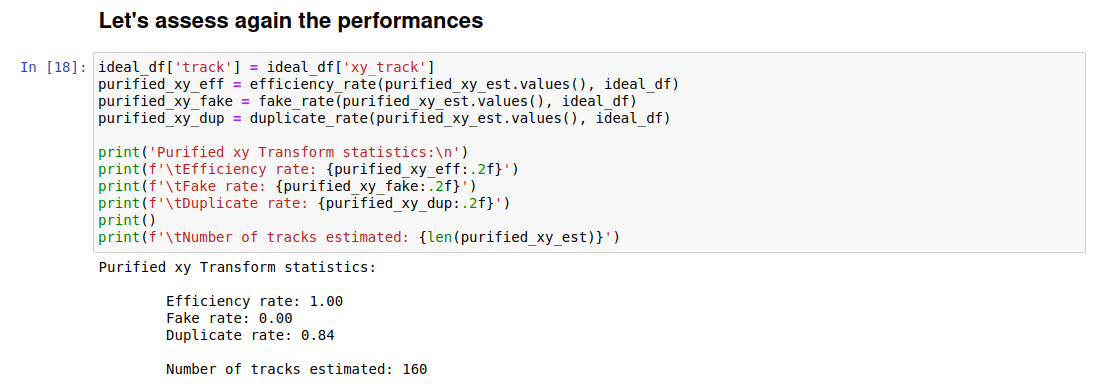 Let's assess again the performances
In [18]: ideal_df['track'] = ideal_df['xy_track']
purified_xy_eff = efficiency_rate(purified_xy_est.values(), ideal_df)
purified_xy_fake = fake_rate(purified_xy_est.values(), ideal_df)
purified_xy_dup = duplicate_rate(purified_xy_est.values(), ideal_df)

print('Purified xy Transform statistics:\n')
print(f'\tEfficiency rate: {purified_xy_eff:.2f}')
print(f'\tFake rate: {purified_xy_fake:.2f}')
print(f'\tDuplicate rate: {purified_xy_dup:.2f}')
print()
print(f'\tNumber of tracks estimated: {len(purified_xy_est)}')
Purified xy Transform statistics:

Efficiency rate: 1.00
Fake rate: 0.00
Duplicate rate: 0.84

Number of tracks estimated: 160